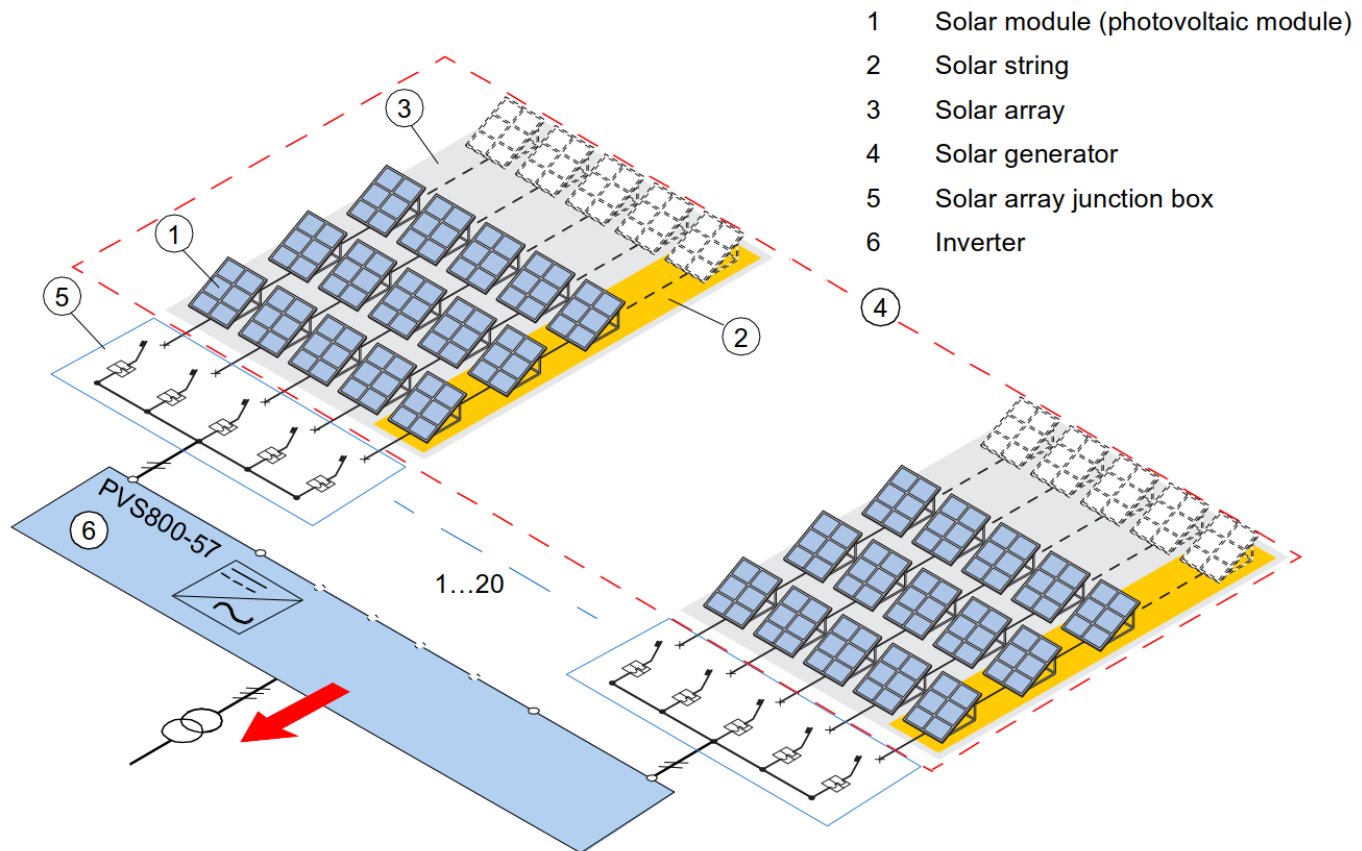 1 Solar module (photovoltaic module)
2 Solar string
3 Solar array
4 Solar generator
5 Solar array junction box
6 Inverter
3
1
5
2
4
6
PVS800-57
1…20